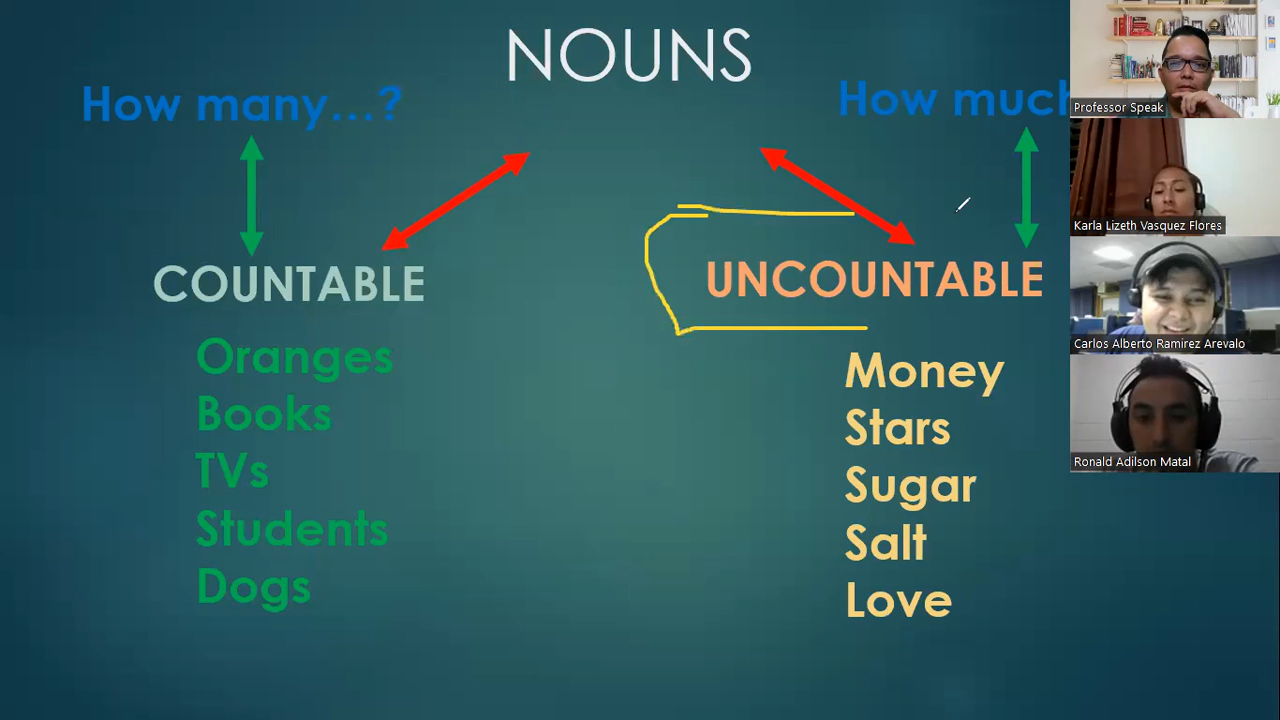 NOUNS
How many...?
How much
COUNTABLE
UNCOUNTABLE
Oranges
Books
TVs
Students
Dogs
Money
Stars
Sugar
Salt
Love
Professor Speak
Karla Lizeth Vasquez Flores
Carlos Alberto Ramirez Arevalo
Ronald Adilson Matal